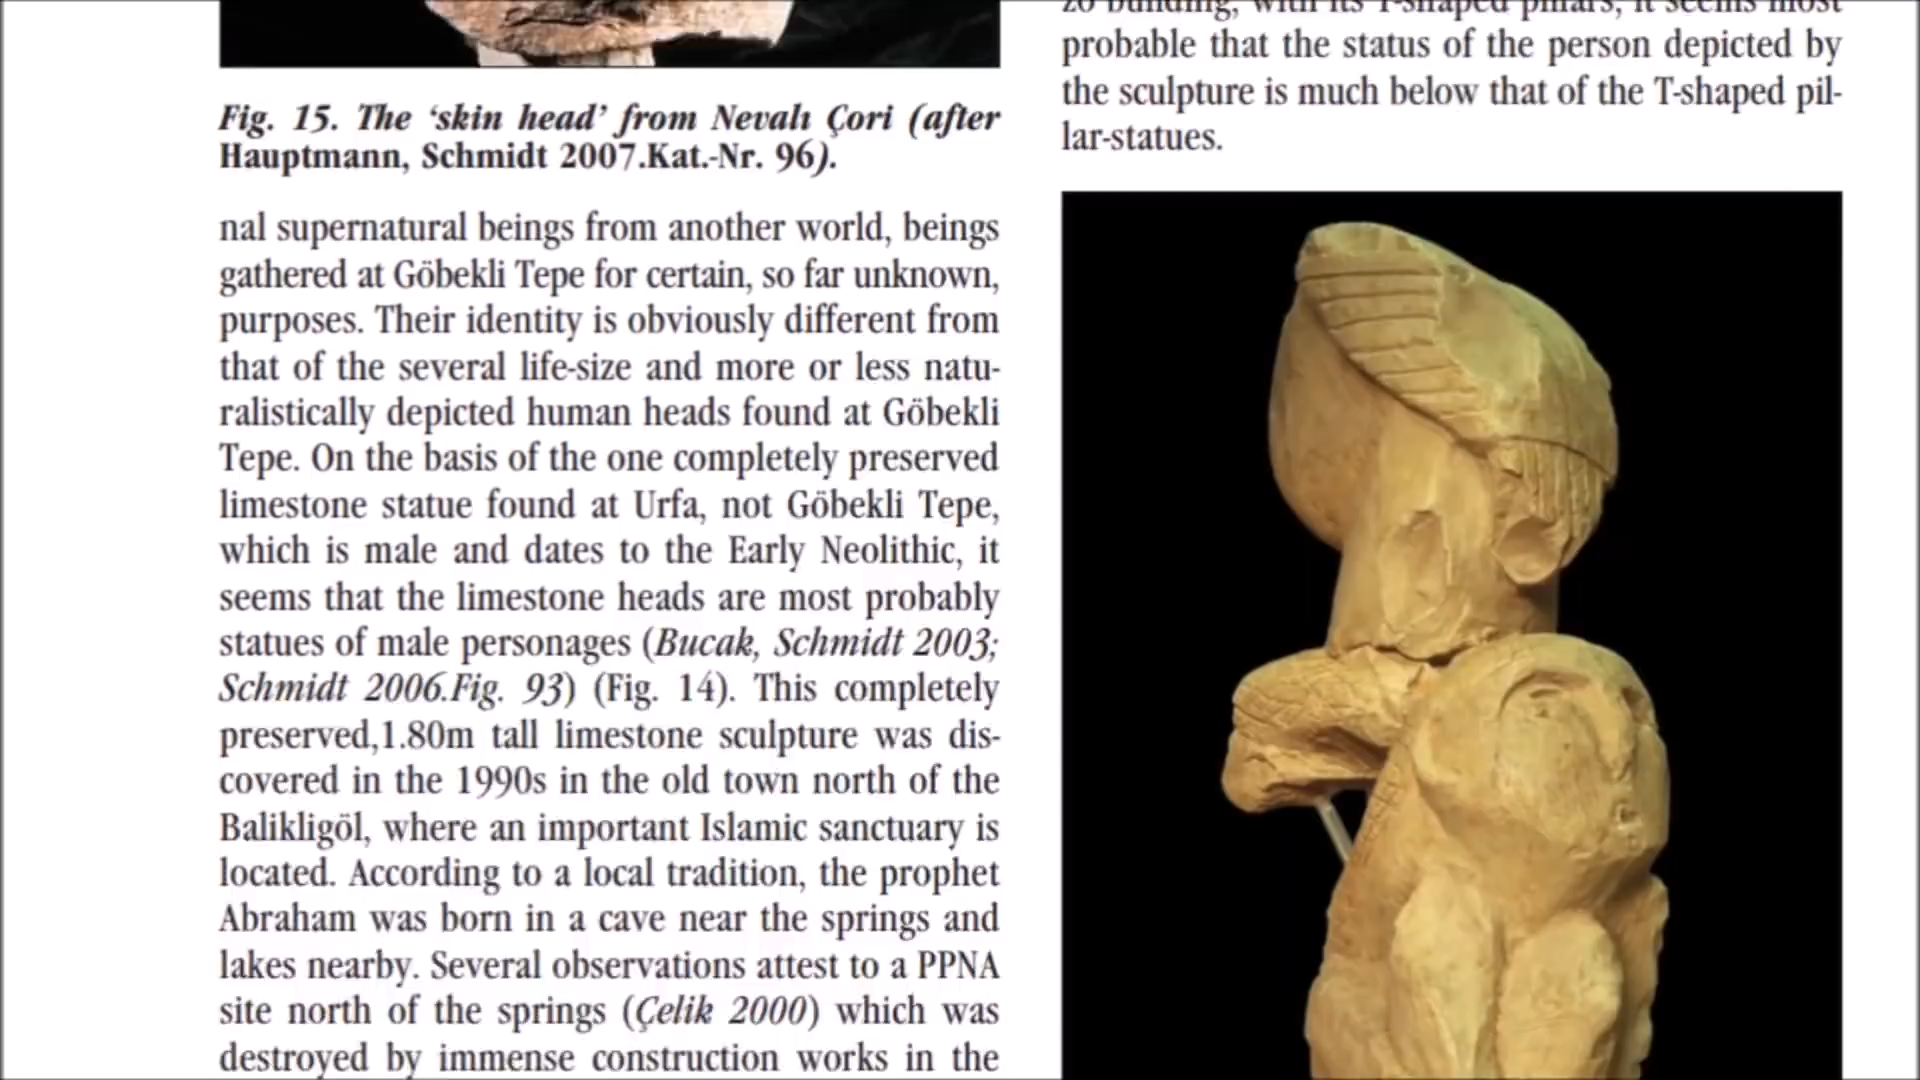 Fig. 15. The ‘skin head’ from Nevalı Çori (after
Hauptmann, Schmidt 2007.Kat.-Nr. 96).
nal supernatural beings from another world, beings
gathered at Göbekli Tepe for certain, so far unknown,
purposes. Their identity is obviously different from
that of the several life-size and more or less natu-
ralistically depicted human heads found at Göbekli
Tepe. On the basis of the one completely preserved
limestone statue found at Urfa, not Göbekli Tepe,
which is male and dates to the Early Neolithic, it
seems that the limestone heads are most probably
statues of male personages (Bucak, Schmidt 2003;
Schmidt 2006.Fig. 93) (Fig. 14). This completely
preserved,1.80m tall limestone sculpture was dis-
covered in the 1990s in the old town north of the
Balikligöl, where an important Islamic sanctuary is
located. According to a local tradition, the prophet
Abraham was born in a cave near the springs and
lakes nearby. Several observations attest to a PPNA
site north of the springs (Çelik 2000) which was
destroyed by immense construction works in the
zo building, with its T-shaped pillars, it seems most
probable that the status of the person depicted by
the sculpture is much below that of the T-shaped pil-
lar-statues.